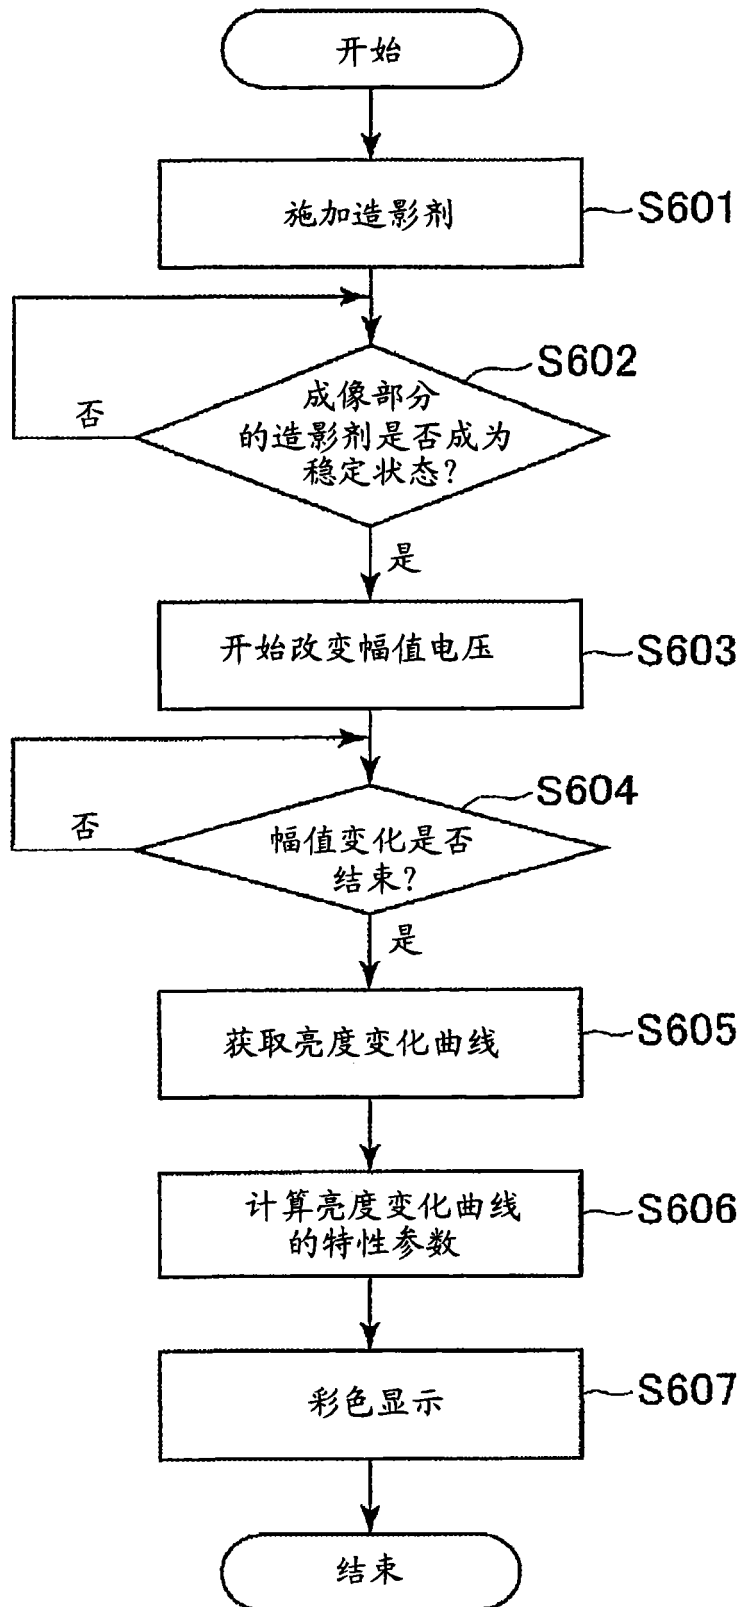 开始
施加造影剂
S601
S602
成像部分
的造影剂是否成为
稳定状态？
否
是
开始改变幅值电压
S603
S604
幅值变化是否
结束？
否
是
获取亮度变化曲线
S605
计算亮度变化曲线
的特性参数
S606
彩色显示
S607
结束